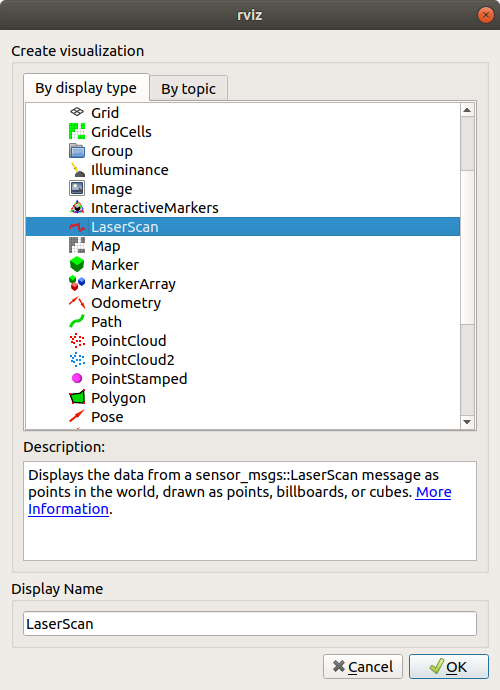 rviz
Create visualization
By display type
By topic
Grid
GridCells
Group
Illuminance
Image
InteractiveMarkers
LaserScan
Map
Marker
MarkerArray
Odometry
Path
PointCloud
PointCloud2
PointStamped
Polygon
Pose
Description:
Displays the data from a sensor_msgs::LaserScan message as
points in the world, drawn as points, billboards, or cubes. More
Information.
Display Name
LaserScan
Cancel
OK